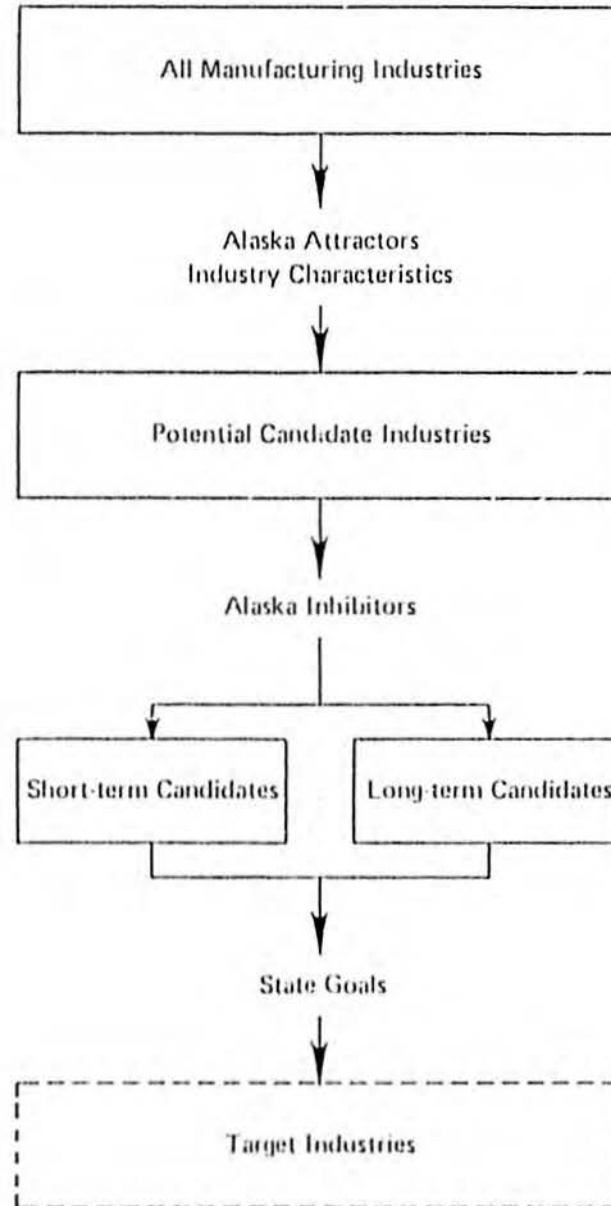 All Manufacturing Industries
Alaska Attractors
Industry Characteristics
Potential Candidate Industries
Alaska Inhibitors
Short-term Candidates
Long-term Candidates
State Goals
Target Industries